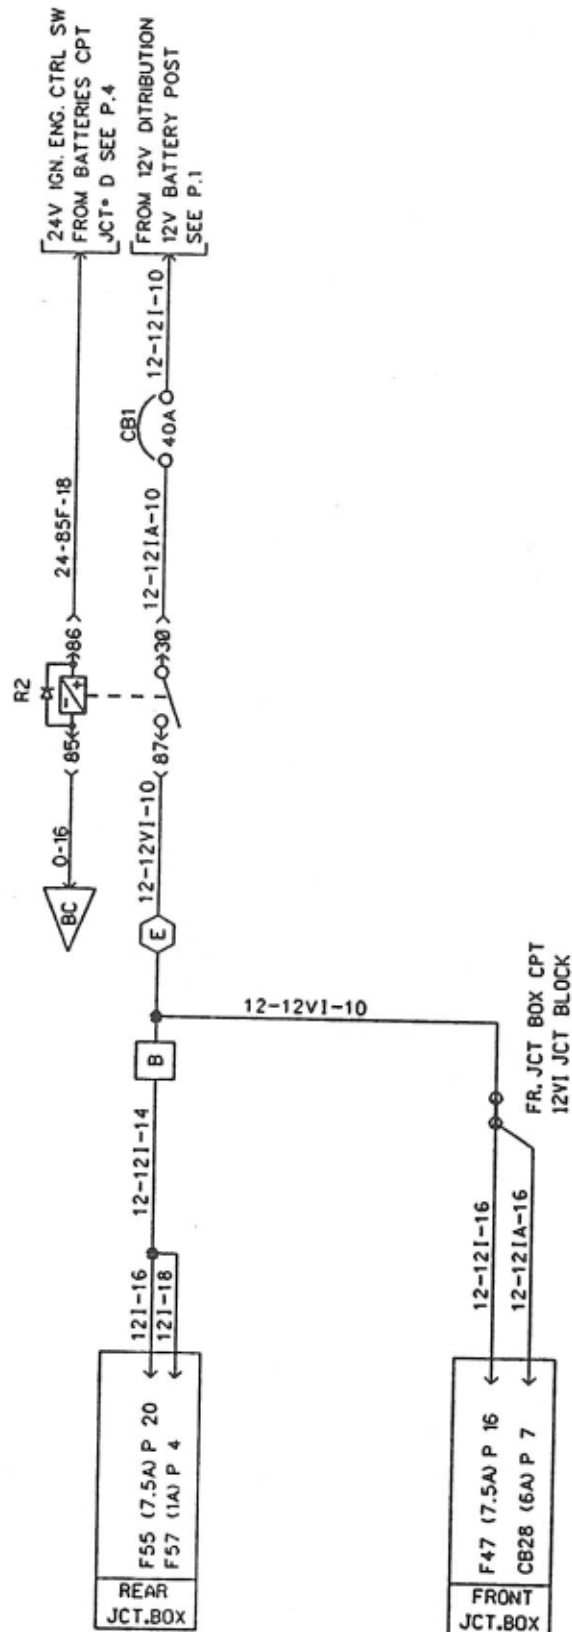 24V IGN. ENG. CTRL SW
FROM BATTERIES CPT
JCT• D SEE P.4
FROM 12V DITRIBUTION
12V BATTERY POST
SEE P.1
12-12I-10
CB1
40A
24-85F-18
12-12IA-10
R2
86
30
85
87
0-16
12-12VI-10
BC
E
12-12VI-10
B
FR. JCT BOX CPT
12VI JCT BLOCK
12-12I-14
12I-16
12I-18
12-12I-16
12-12IA-16
F55 (7.5A) P 20
F57 (1A) P 4
REAR
JCT.BOX
F47 (7.5A) P 16
CB28 (6A) P 7
FRONT
JCT.BOX